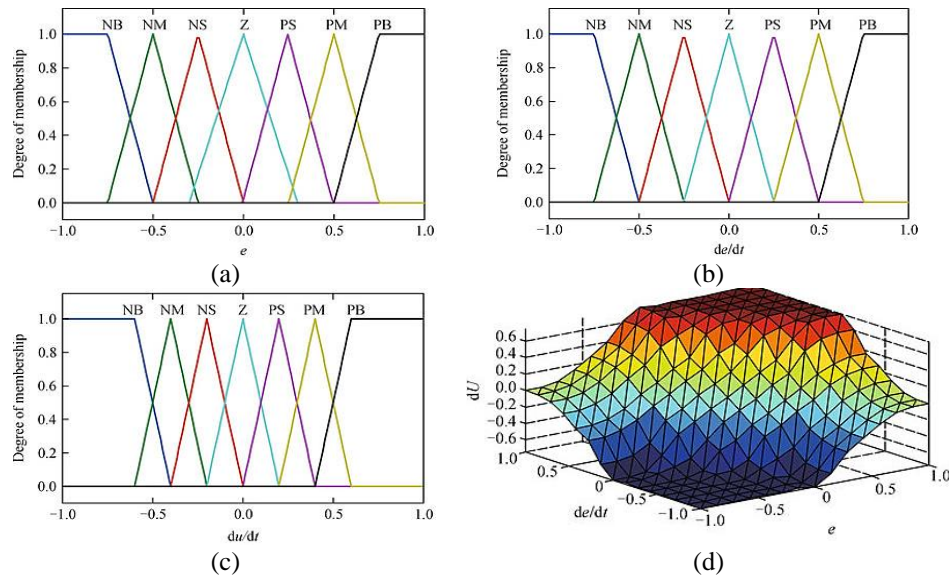 NB NM NS Z PS PM PB
1.0
0.8
0.6
0.4
0.2
0.0
Degree of membership
−1.0 −0.5 0.0 0.5 1.0
e
(a)
NB NM NS Z PS PM PB
1.0
0.8
0.6
0.4
0.2
0.0
Degree of membership
−1.0 −0.5 0.0 0.5 1.0
de/dt
(b)
NB NM NS Z PS PM PB
1.0
0.8
0.6
0.4
0.2
0.0
Degree of membership
−1.0 −0.5 0.0 0.5 1.0
du/dt
(c)
0.6
0.4
0.2
0.0
−0.2
−0.4
−0.6
dU
1.0 0.5 0 −0.5 −1.0
de/dt
−1.0 −0.5 0 0.5 1.0
e
(d)